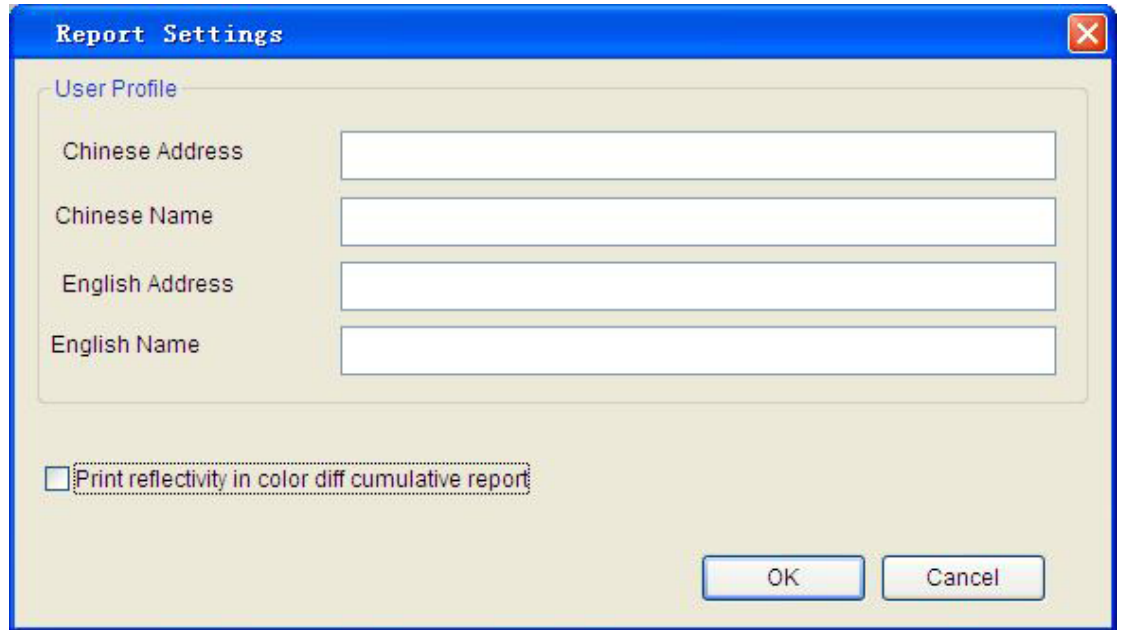 Report Settings
User Profile
Chinese Address
Chinese Name
English Address
English Name
Print reflectivity in color diff cumulative report
OK
Cancel